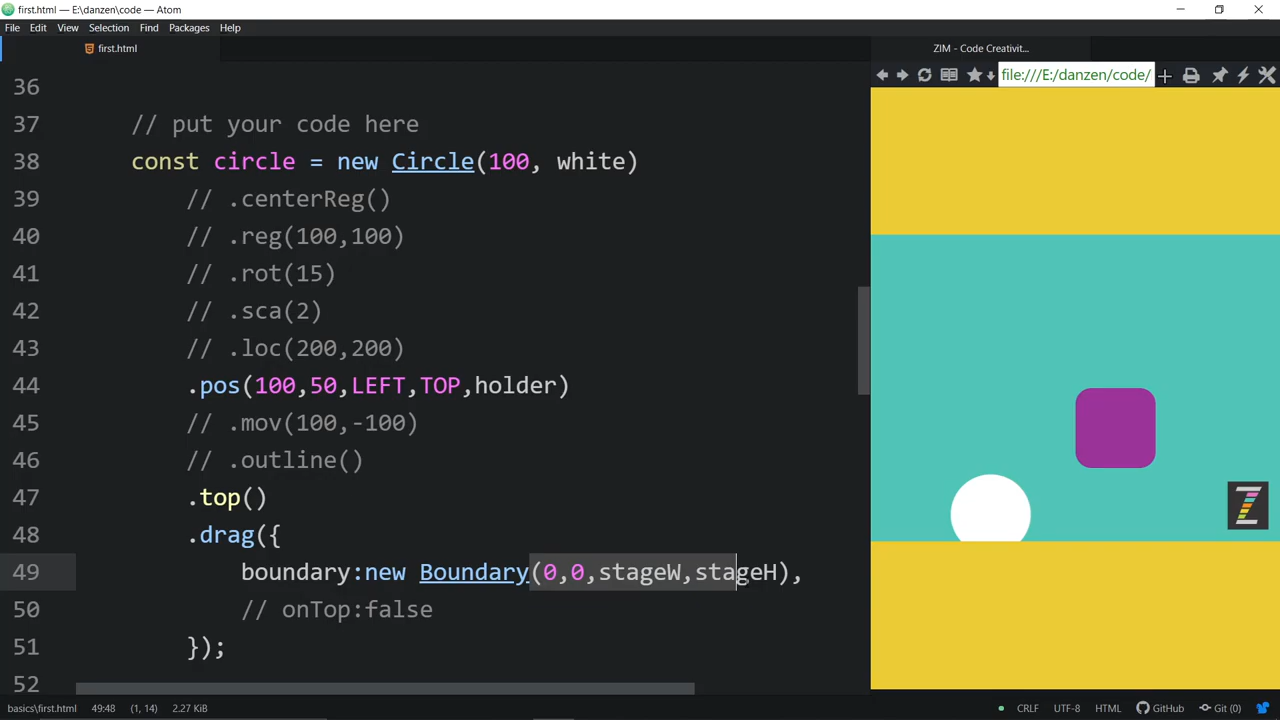 first.html — E:\danzen\code — Atom
File Edit View Selection Find Packages Help
first.html
ZIM - Code Creativit...
file:///E:/danzen/code/
36
37 // put your code here
38 const circle = new Circle(100, white)
39 // .centerReg()
40 // .reg(100,100)
41 // .rot(15)
42 // .sca(2)
43 // .loc(200,200)
44 .pos(100,50,LEFT,TOP,holder)
45 // .mov(100,-100)
46 // .outline()
47 .top()
48 .drag({
49 boundary:new Boundary(0,0,stageW,stageH),
50 // onTop:false
51 });
52
basics\first.html 49:48 (1, 14) 2.27 KiB CRLF UTF-8 HTML GitHub Git (0)